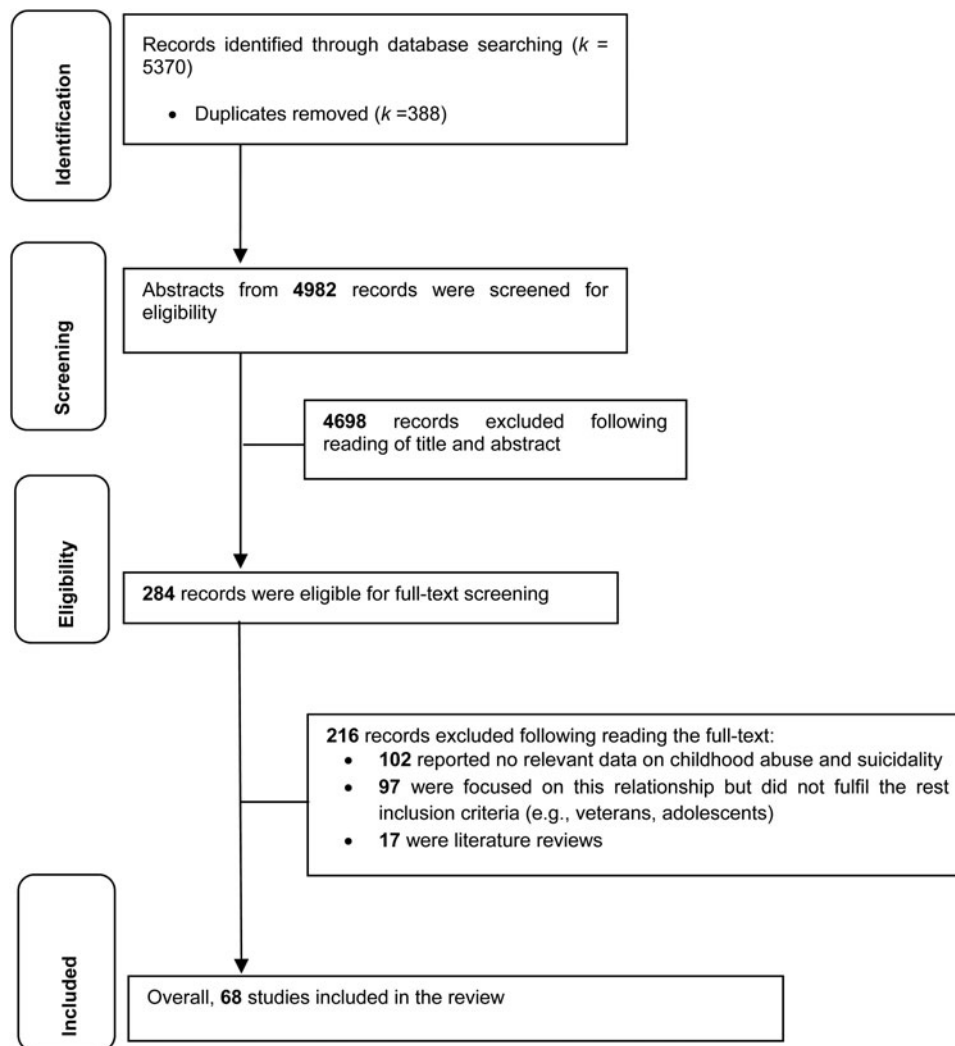 Identification
Records identified through database searching (k =
5370)
• Duplicates removed (k =388)
Screening
Abstracts from 4982 records were screened for
eligibility
4698 records excluded following
reading of title and abstract
Eligibility
284 records were eligible for full-text screening
216 records excluded following reading the full-text:
• 102 reported no relevant data on childhood abuse and suicidality
• 97 were focused on this relationship but did not fulfil the rest
inclusion criteria (e.g., veterans, adolescents)
• 17 were literature reviews
Included
Overall, 68 studies included in the review